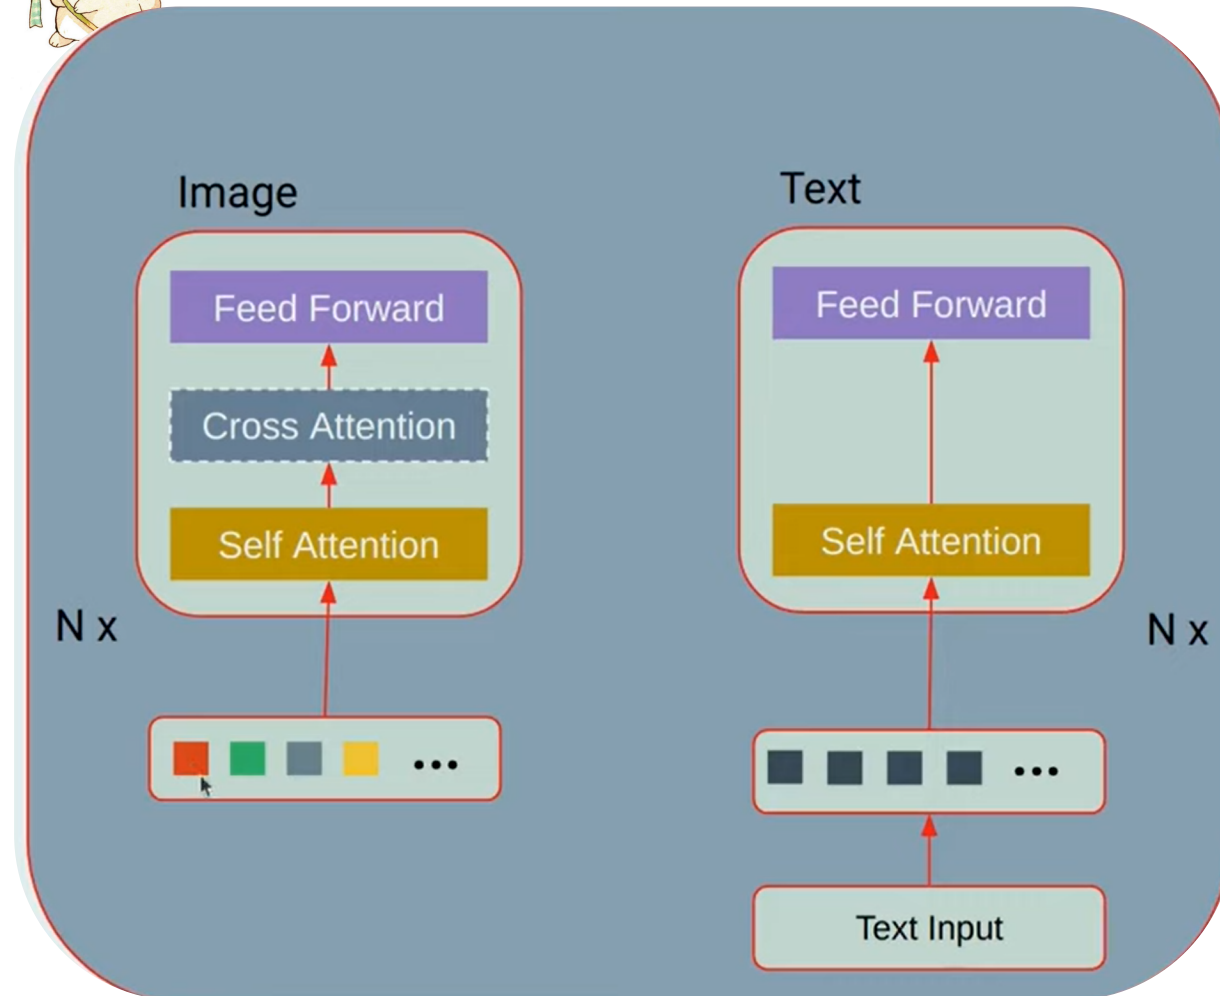 Image
Feed Forward
Cross Attention
Self Attention
N x
Text
Feed Forward
Self Attention
N x
Text Input